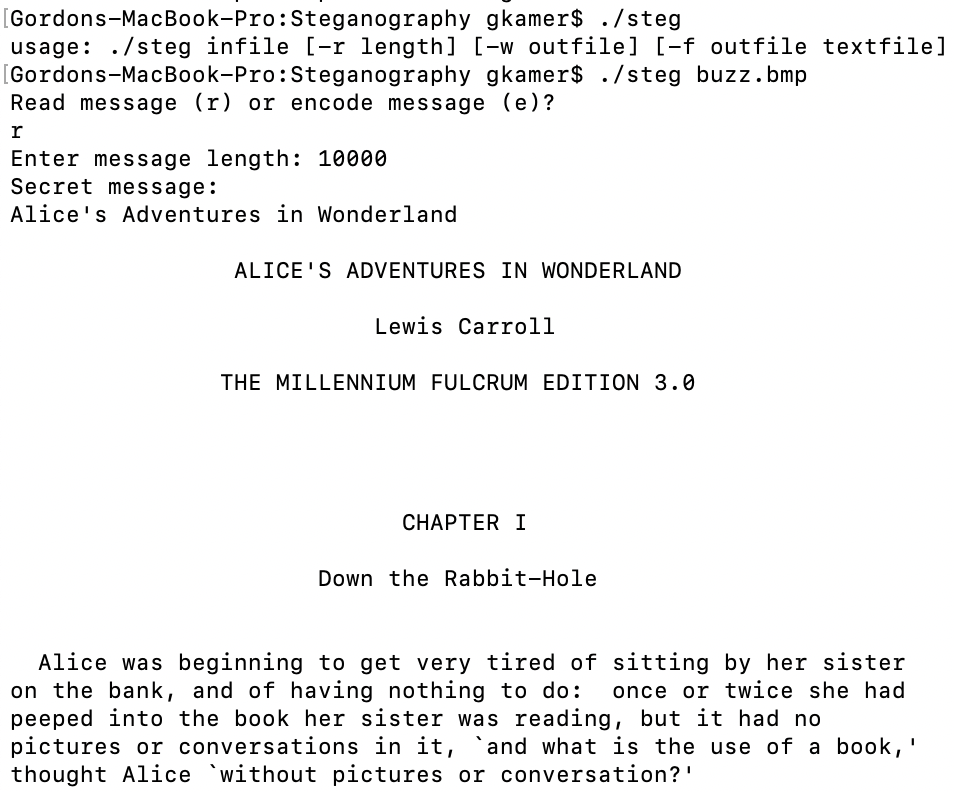 [Gordons-MacBook-Pro:Steganography gkamer$ ./steg
usage: ./steg infile [-r length] [-w outfile] [-f outfile textfile]
[Gordons-MacBook-Pro:Steganography gkamer$ ./steg buzz.bmp
Read message (r) or encode message (e)?
r
Enter message length: 10000
Secret message:
Alice's Adventures in Wonderland
ALICE'S ADVENTURES IN WONDERLAND
Lewis Carroll
THE MILLENNIUM FULCRUM EDITION 3.0
CHAPTER I
Down the Rabbit-Hole
Alice was beginning to get very tired of sitting by her sister
on the bank, and of having nothing to do:  once or twice she had
peeped into the book her sister was reading, but it had no
pictures or conversations in it, `and what is the use of a book,'
thought Alice `without pictures or conversation?'